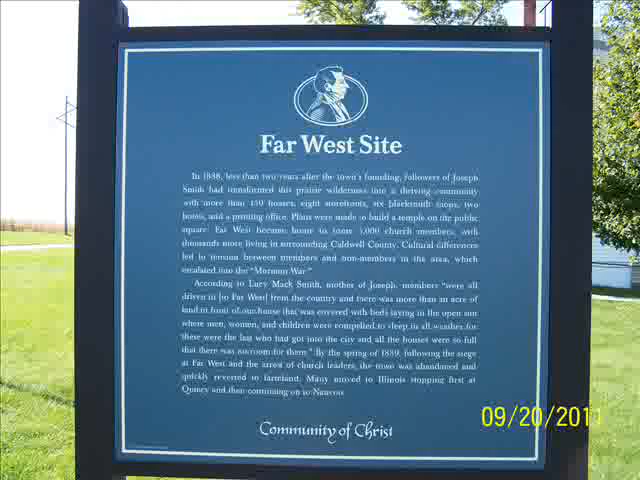 Far West Site
In 1838, less than two years after the town's founding, followers of Joseph
Smith had transformed this prairie wilderness into a thriving community
with more than 150 houses, eight storefronts, six blacksmith shops, two
hotels, and a printing office. Plans were made to build a temple on the public
square. Far West became home to some 5,000 church members, with
thousands more living in surrounding Caldwell County. Cultural differences
led to tension between members and non-members in the area, which
escalated into the "Mormon War."
According to Lucy Mack Smith, mother of Joseph, members "were all
driven in [to Far West] from the country and there was more than an acre of
land in front of our house that was covered with beds laying in the open sun
where men, women, and children were compelled to sleep in all weather for
these were the last who had got into the city and all the houses were so full
that there was no room for them." By the spring of 1839, following the siege
at Far West and the arrest of church leaders, the town was abandoned and
quickly reverted to farmland. Many moved to Illinois stopping first at
Quincy and then continuing on to Nauvoo.
Community of Christ
09/20/2011